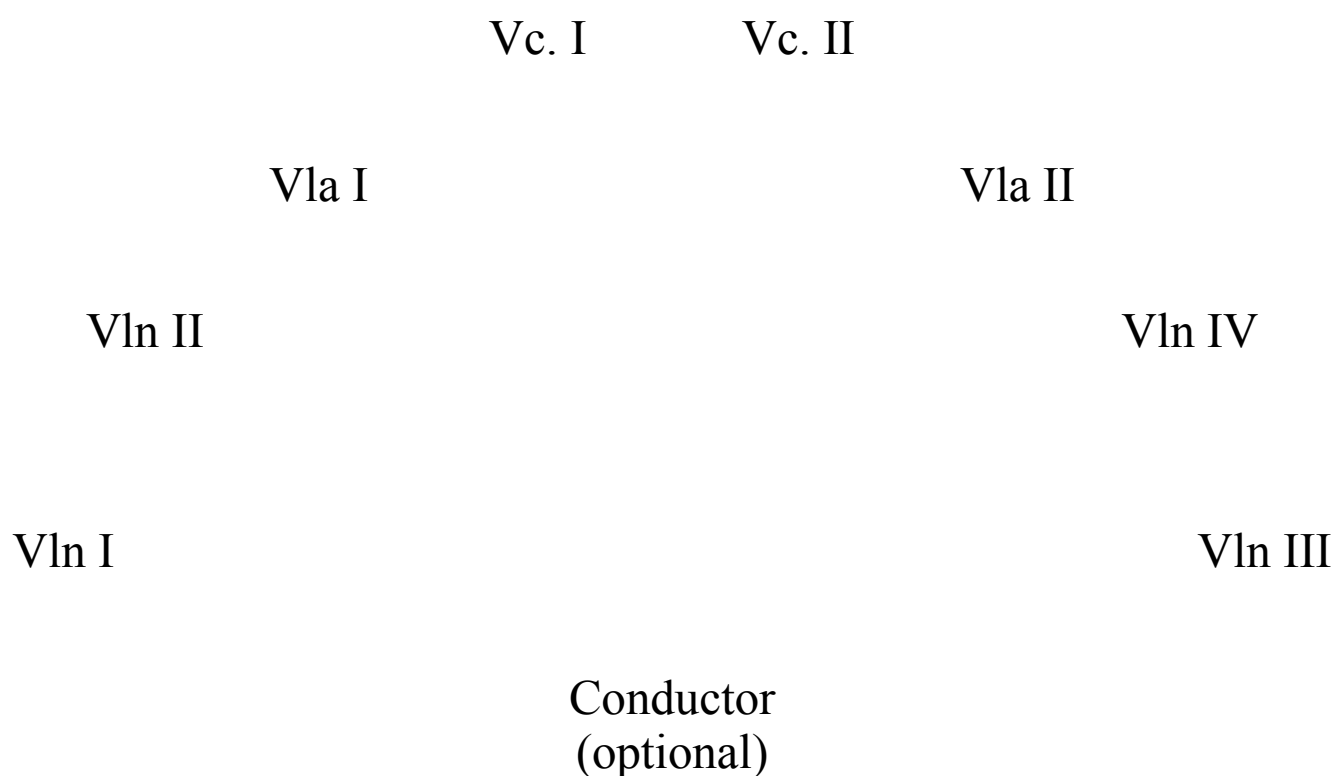 Vc. I Vc. II
Vla I Vla II
Vln II Vln IV
Vln I Vln III
Conductor
(optional)